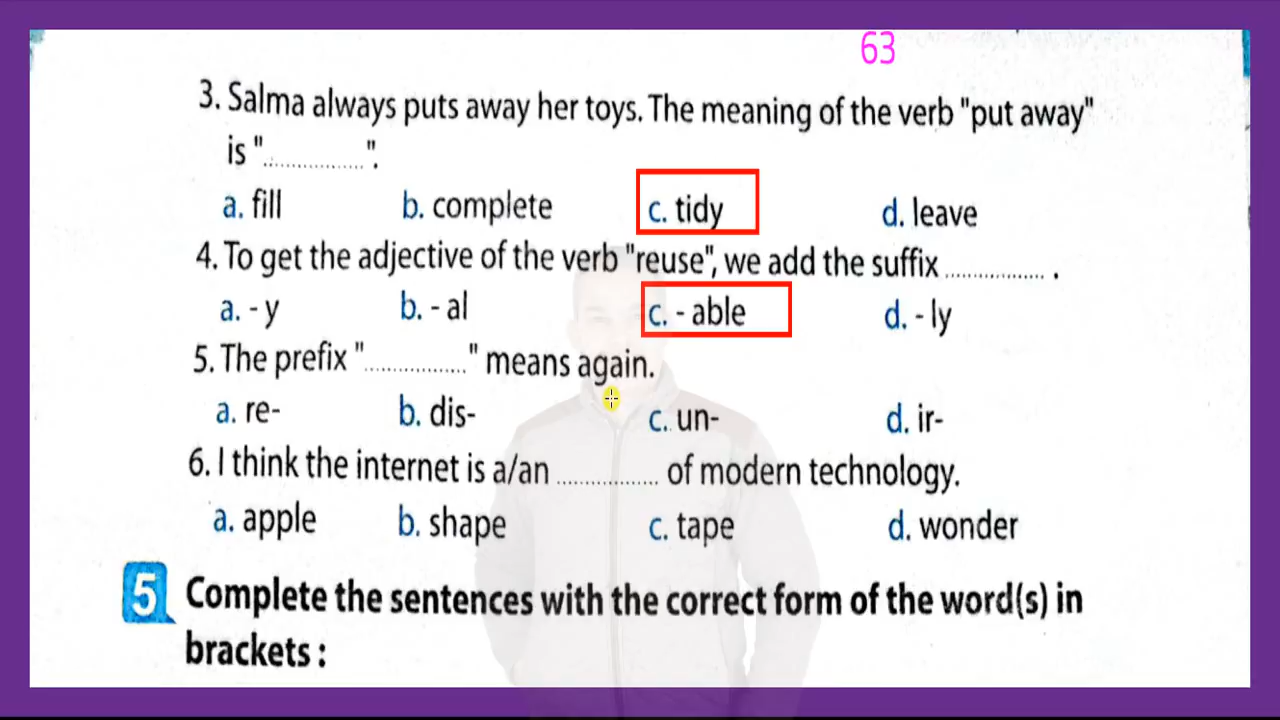 63
3. Salma always puts away her toys. The meaning of the verb "put away"
is "..................".
a. fill b. complete c. tidy d. leave
4. To get the adjective of the verb "reuse", we add the suffix .................. .
a. - y b. - al c. - able d. - ly
5. The prefix ".................." means again.
a. re- b. dis- c. un- d. ir-
6. I think the internet is a/an .................. of modern technology.
a. apple b. shape c. tape d. wonder
5 Complete the sentences with the correct form of the word(s) in
brackets :